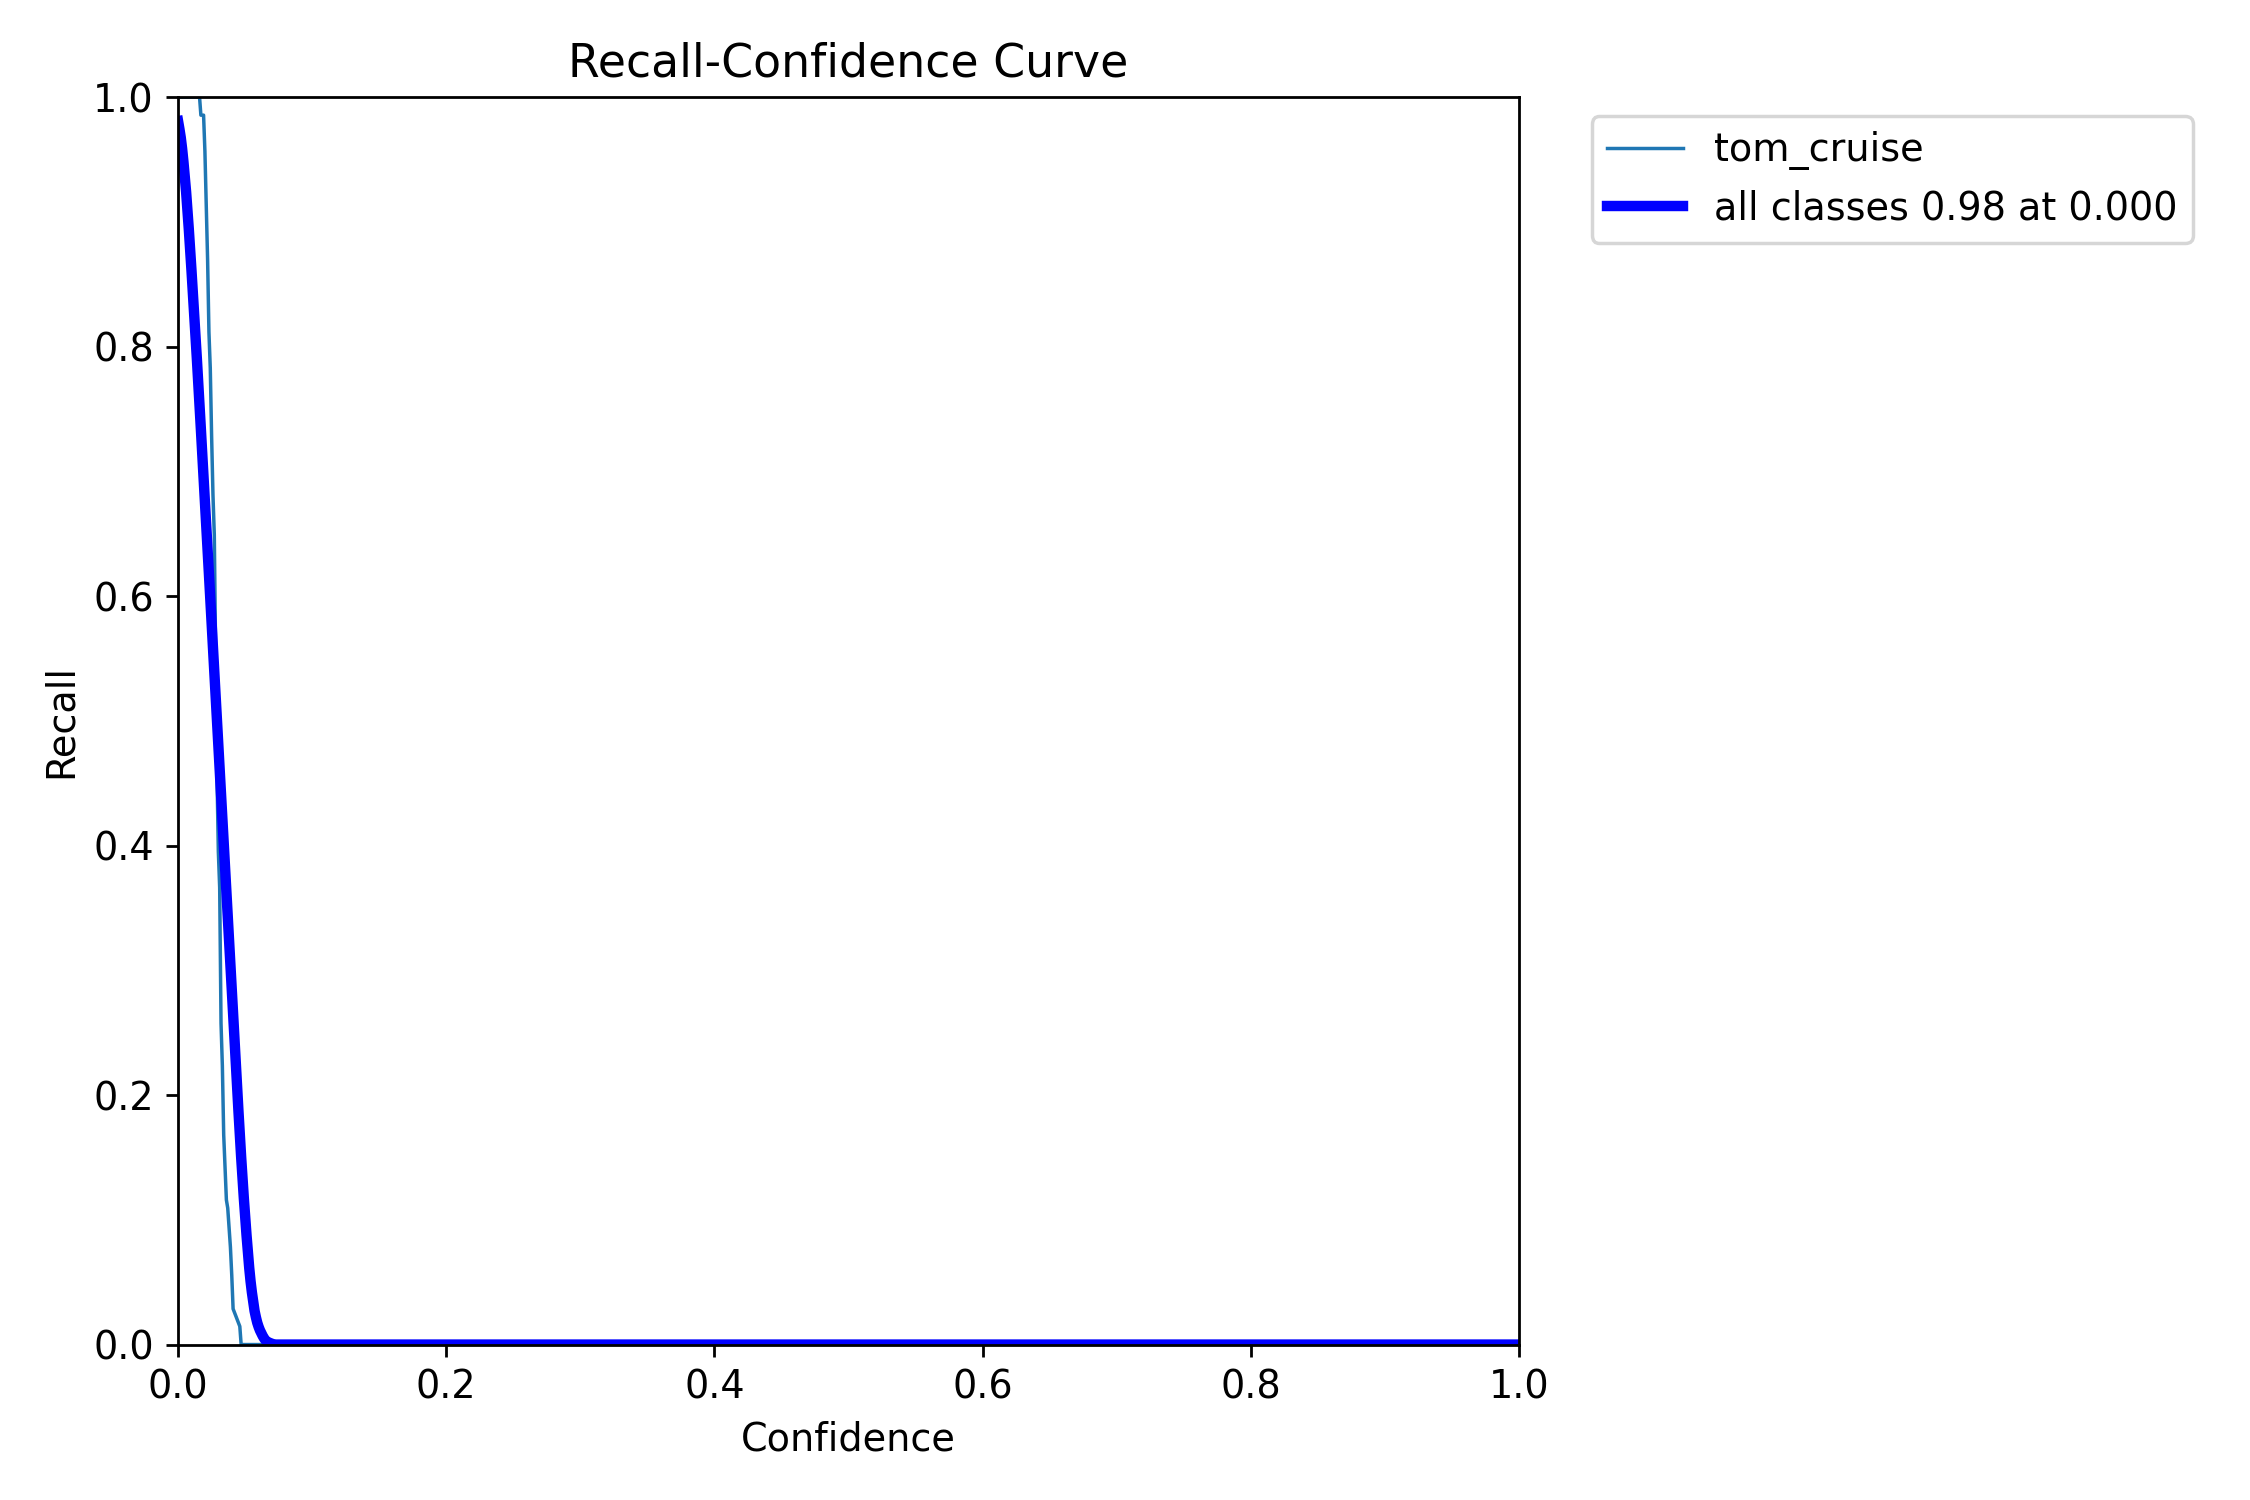 Recall-Confidence Curve
1.0
0.8
0.6
0.4
0.2
0.0
Recall
0.0 0.2 0.4 0.6 0.8 1.0
Confidence
tom_cruise
all classes 0.98 at 0.000